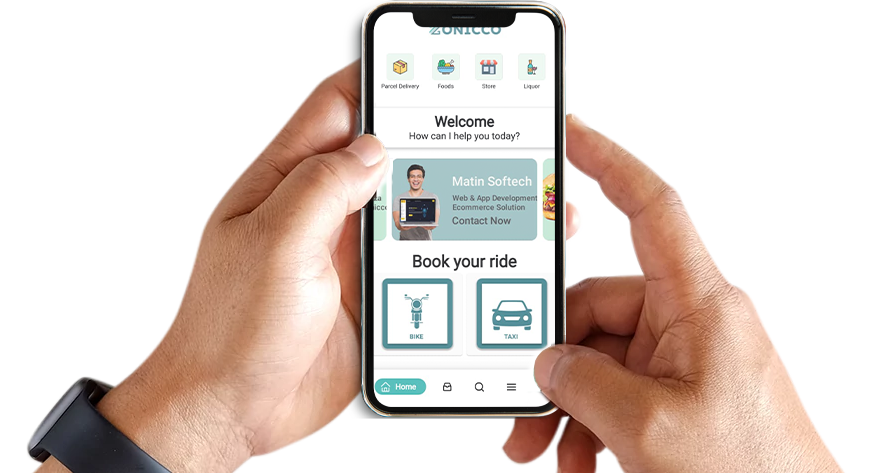 ZONICCO
Parcel Delivery Foods Store Liquor
Welcome
How can I help you today?
Matin Softech
Web & App Development
Ecommerce Solution
Contact Now
Book your ride
BIKE TAXI
Home